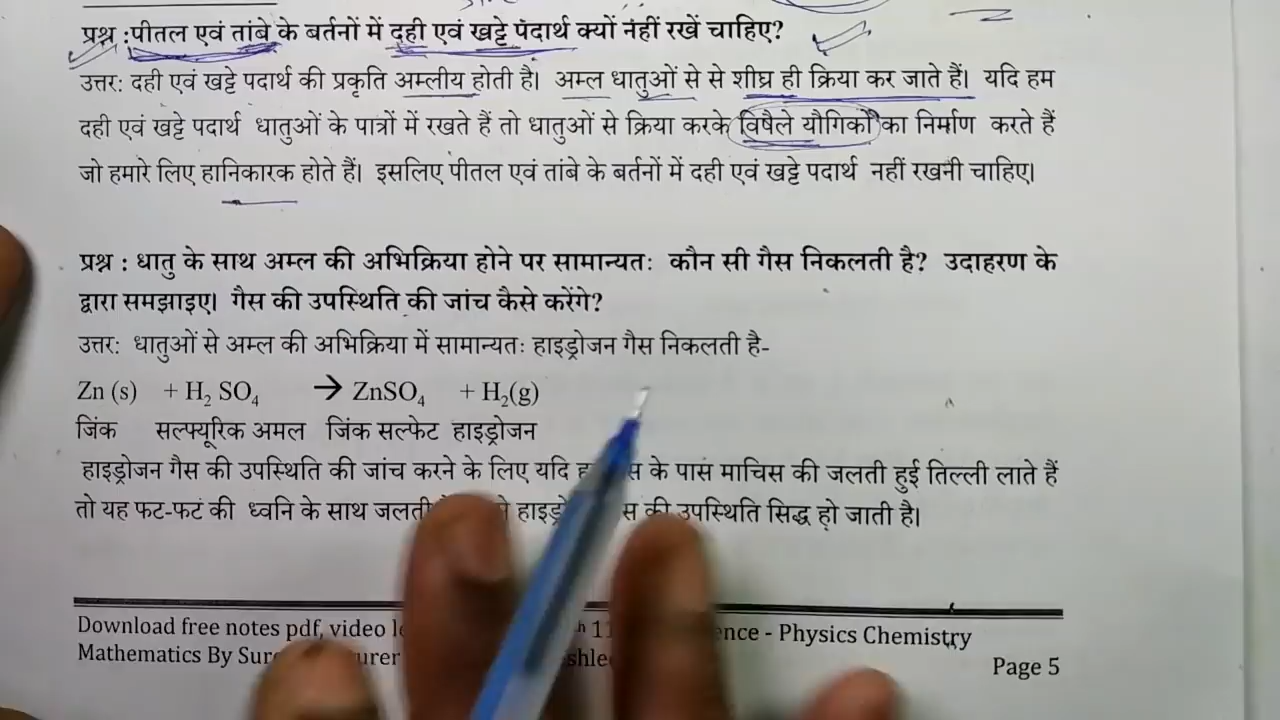 प्रश्न :पीतल एवं तांबे के बर्तनों में दही एवं खट्टे पदार्थ क्यों नहीं रखें चाहिए?
उत्तर: दही एवं खट्टे पदार्थ की प्रकृति अम्लीय होती है। अम्ल धातुओं से से शीघ्र ही क्रिया कर जाते हैं। यदि हम
दही एवं खट्टे पदार्थ धातुओं के पात्रों में रखते हैं तो धातुओं से क्रिया करके विषैले यौगिकों का निर्माण करते हैं
जो हमारे लिए हानिकारक होते हैं। इसलिए पीतल एवं तांबे के बर्तनों में दही एवं खट्टे पदार्थ नहीं रखनी चाहिए।
प्रश्न : धातु के साथ अम्ल की अभिक्रिया होने पर सामान्यतः कौन सी गैस निकलती है? उदाहरण के
द्वारा समझाइए। गैस की उपस्थिति की जांच कैसे करेंगे?
उत्तर: धातुओं से अम्ल की अभिक्रिया में सामान्यतः हाइड्रोजन गैस निकलती है-
Zn (s) + H₂ SO₄ → ZnSO₄ + H₂(g)
जिंक सल्फ्यूरिक अमल जिंक सल्फेट हाइड्रोजन
हाइड्रोजन गैस की उपस्थिति की जांच करने के लिए यदि के पास माचिस की जलती हुई तिल्ली लाते हैं
तो यह फट-फट की ध्वनि के साथ जलती की उपस्थिति सिद्ध हो जाती है।
Download free notes pdf, video 11 - Physics Chemistry
Mathematics By
Page 5